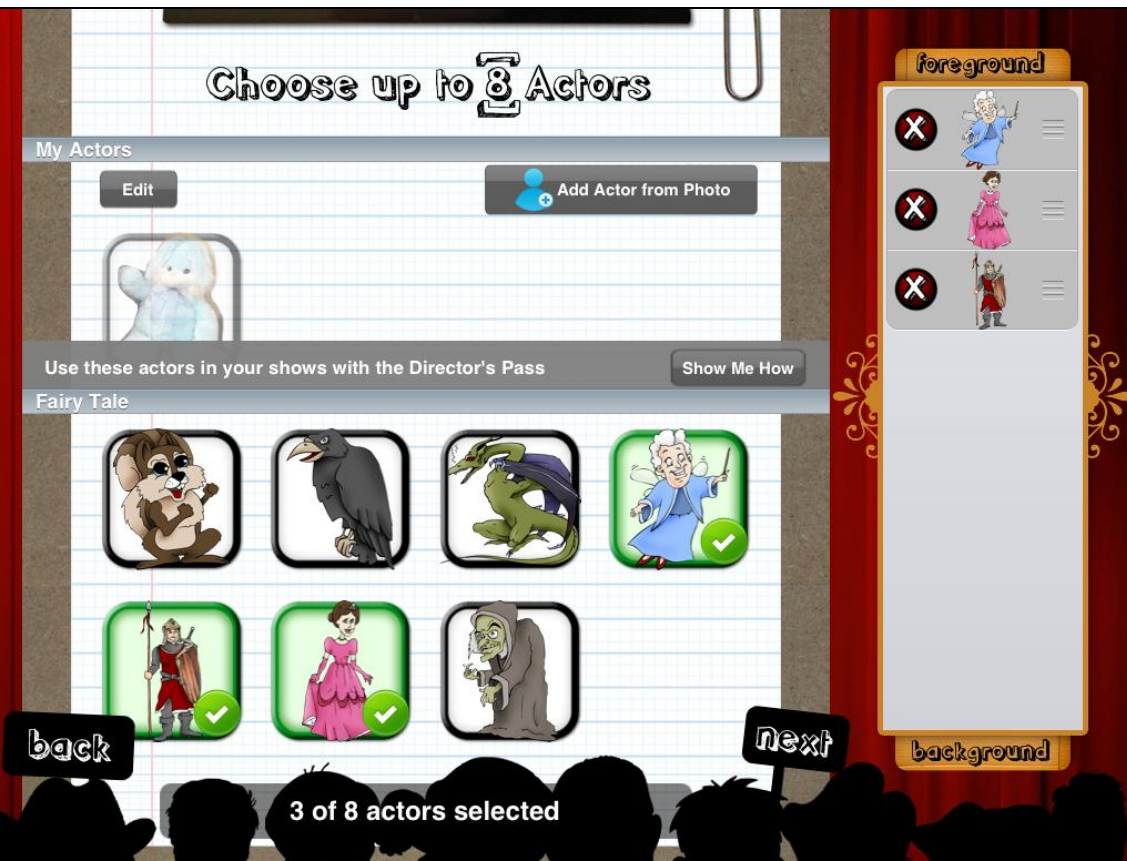 Choose up to 8 Actors
My Actors
Edit
Add Actor from Photo
Use these actors in your shows with the Director's Pass
Show Me How
Fairy Tale
back
next
3 of 8 actors selected
foreground
X
X
X
background